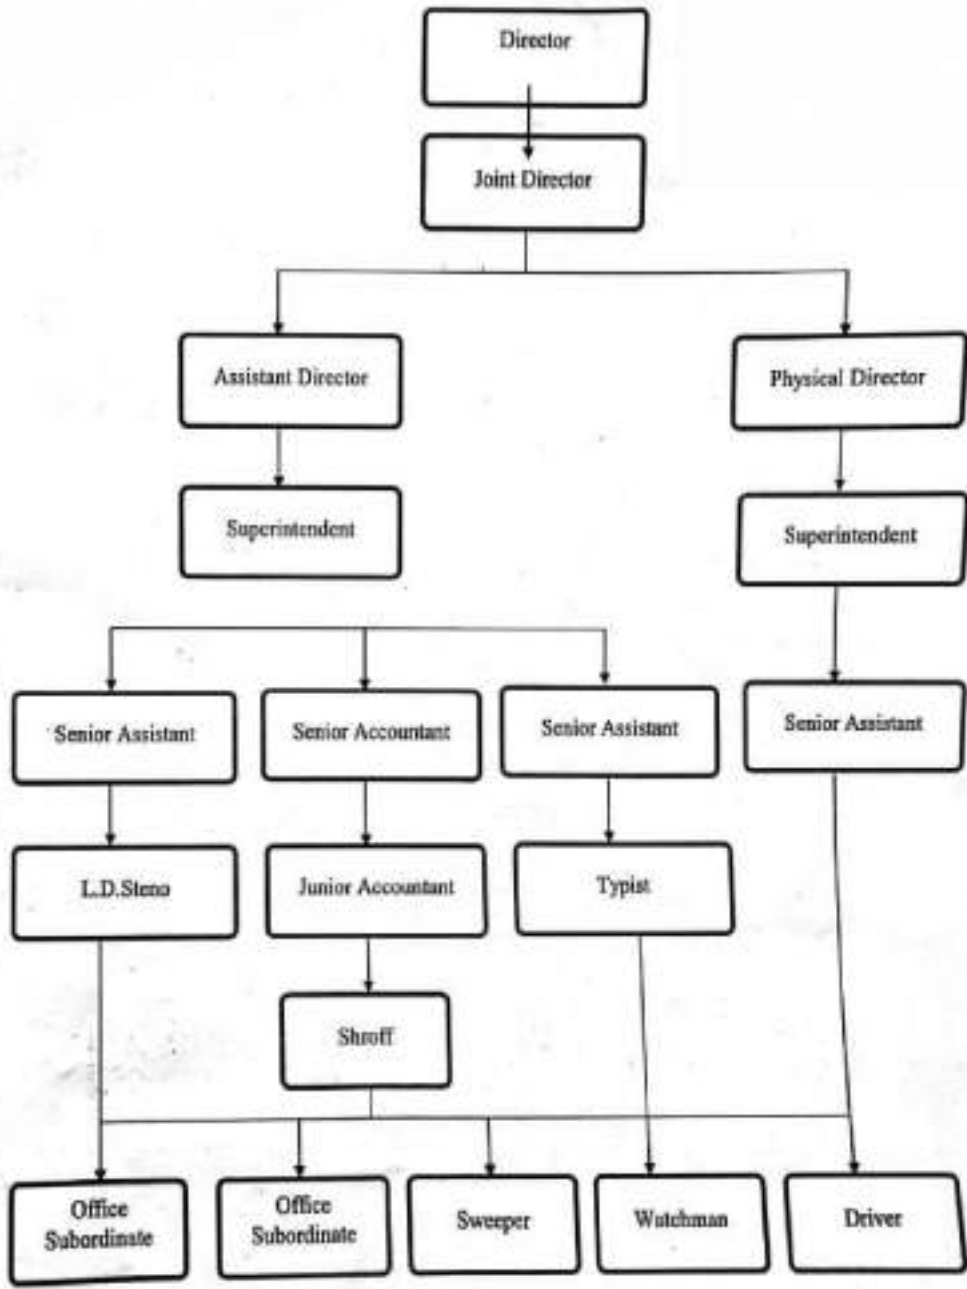 Director
Joint Director
Assistant Director
Physical Director
Superintendent
Superintendent
Senior Assistant
Senior Accountant
Senior Assistant
Senior Assistant
L.D.Steno
Junior Accountant
Typist
Shroff
Office
Subordinate
Office
Subordinate
Sweeper
Watchman
Driver